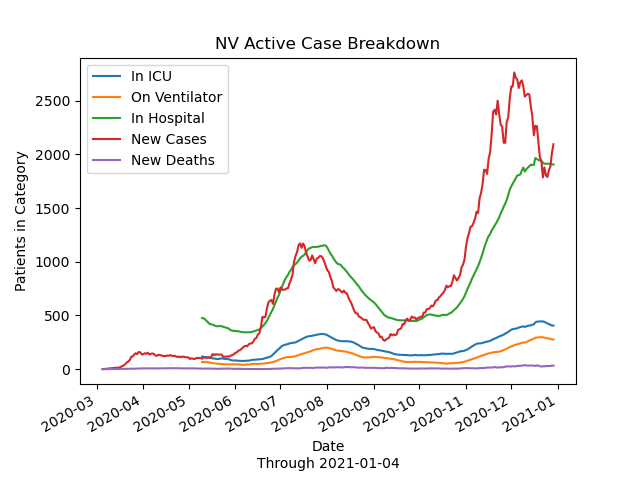 NV Active Case Breakdown
In ICU
On Ventilator
In Hospital
New Cases
New Deaths
Patients in Category
2500
2000
1500
1000
500
0
2020-03
2020-04
2020-05
2020-06
2020-07
2020-08
2020-09
2020-10
2020-11
2020-12
2021-01
Date
Through 2021-01-04